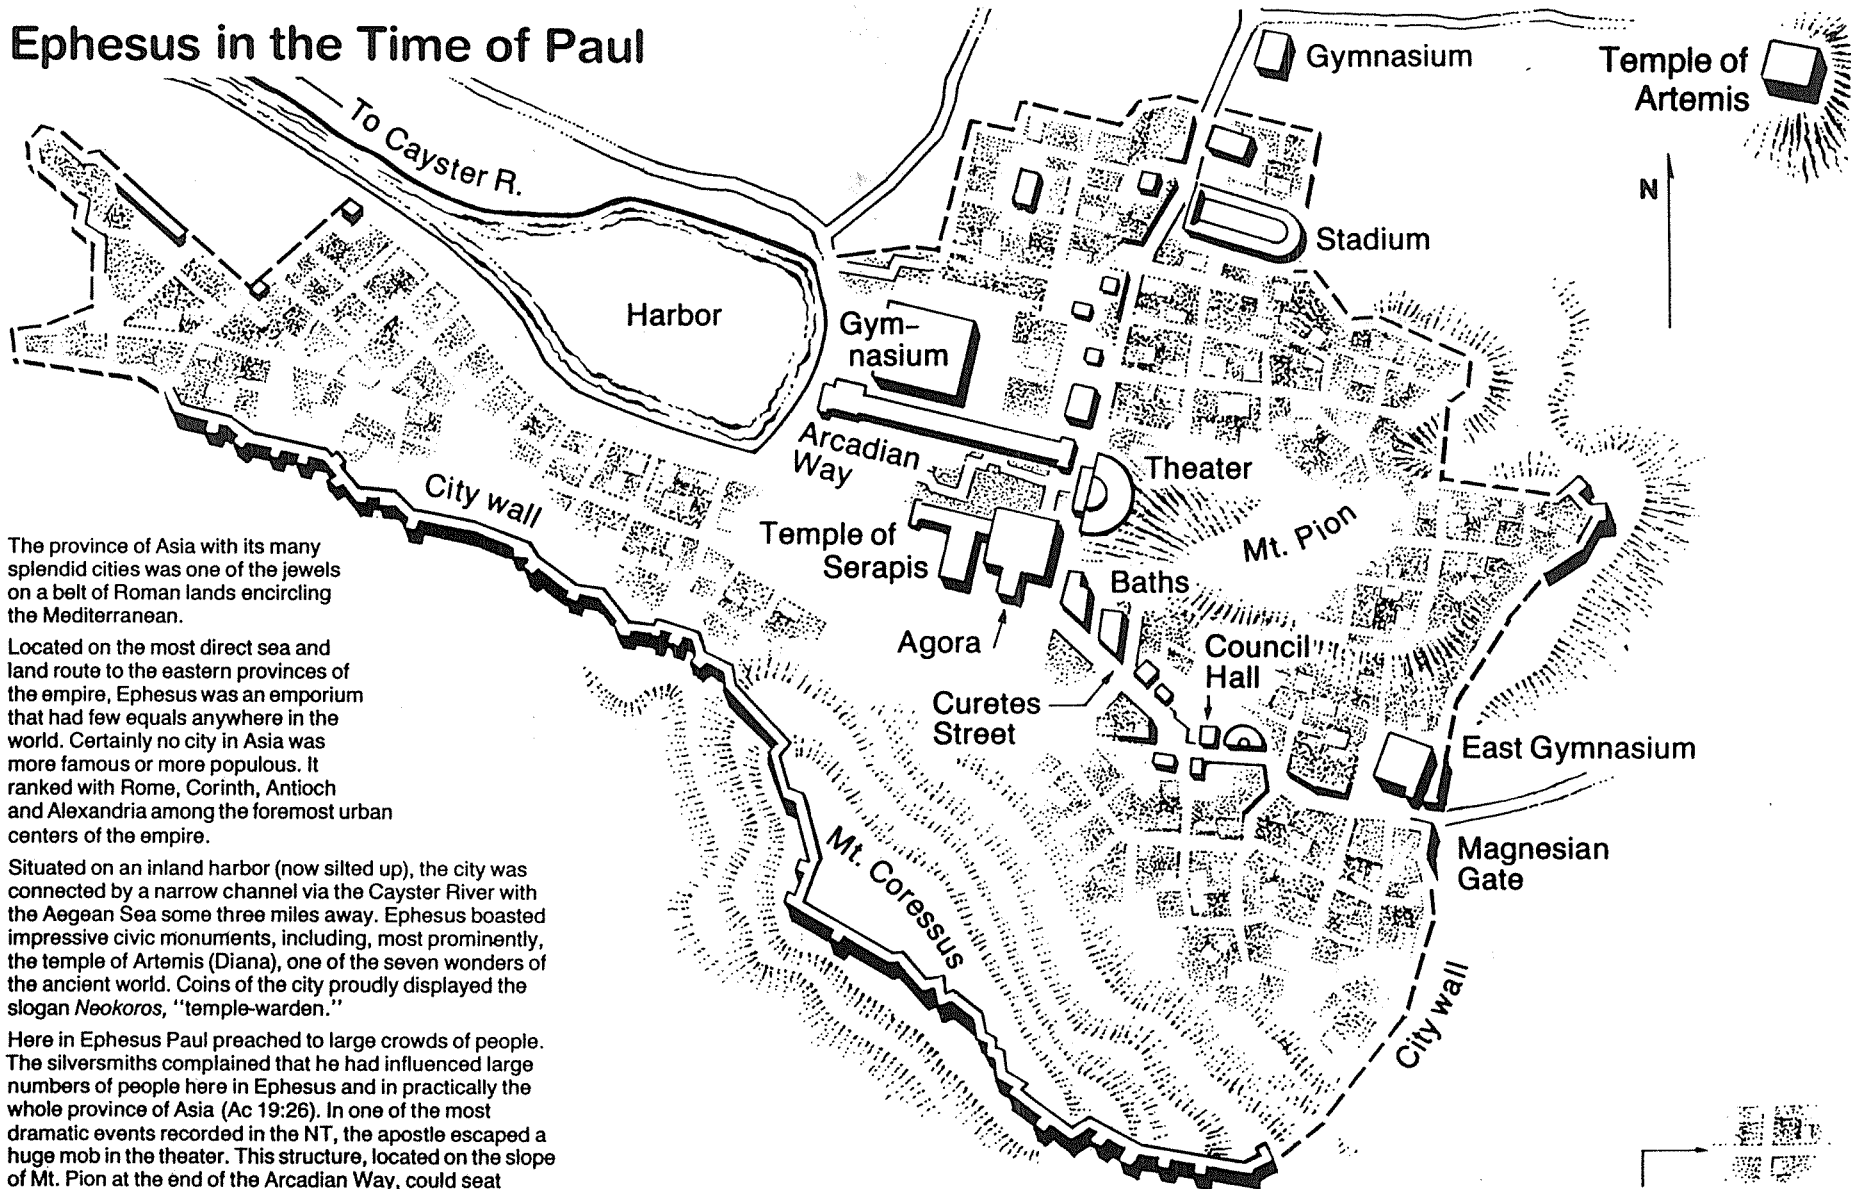 Ephesus in the Time of Paul
To Cayster R.
Harbor
Gymnasium
Temple of
Artemis
N
Stadium
Gym-
nasium
Arcadian
Way
Theater
City wall
Temple of
Serapis
Mt. Pion
Baths
Agora
Council
Hall
Curetes
Street
East Gymnasium
Mt. Coressus
Magnesian
Gate
City wall
The province of Asia with its many
splendid cities was one of the jewels
on a belt of Roman lands encircling
the Mediterranean.
Located on the most direct sea and
land route to the eastern provinces of
the empire, Ephesus was an emporium
that had few equals anywhere in the
world. Certainly no city in Asia was
more famous or more populous. It
ranked with Rome, Corinth, Antioch
and Alexandria among the foremost urban
centers of the empire.
Situated on an inland harbor (now silted up), the city was
connected by a narrow channel via the Cayster River with
the Aegean Sea some three miles away. Ephesus boasted
impressive civic monuments, including, most prominently,
the temple of Artemis (Diana), one of the seven wonders of
the ancient world. Coins of the city proudly displayed the
slogan Neokoros, "temple-warden."
Here in Ephesus Paul preached to large crowds of people.
The silversmiths complained that he had influenced large
numbers of people here in Ephesus and in practically the
whole province of Asia (Ac 19:26). In one of the most
dramatic events recorded in the NT, the apostle escaped a
huge mob in the theater. This structure, located on the slope
of Mt. Pion at the end of the Arcadian Way, could seat